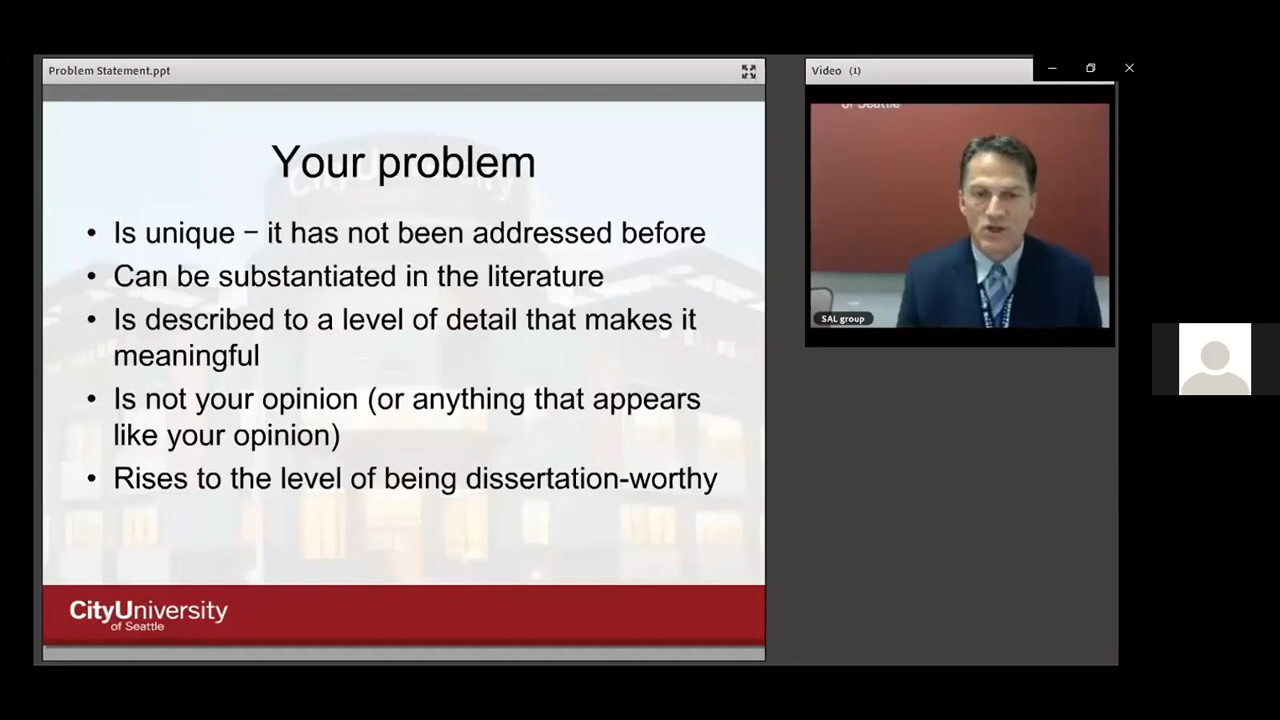 Problem Statement.ppt
Video (1)
Your problem
• Is unique – it has not been addressed before
• Can be substantiated in the literature
• Is described to a level of detail that makes it
meaningful
• Is not your opinion (or anything that appears
like your opinion)
• Rises to the level of being dissertation-worthy
CityUniversity
of Seattle
of Seattle
SAL group